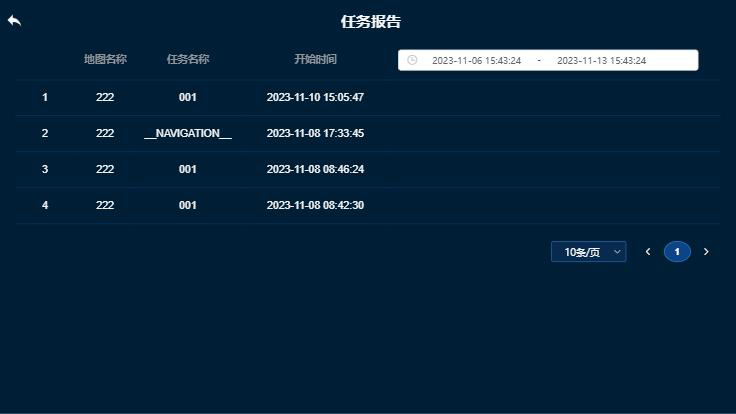 任务报告
地图名称 任务名称 开始时间 2023-11-06 15:43:24 - 2023-11-13 15:43:24
1 222 001 2023-11-10 15:05:47
2 222 __NAVIGATION__ 2023-11-08 17:33:45
3 222 001 2023-11-08 08:46:24
4 222 001 2023-11-08 08:42:30
10条/页 1